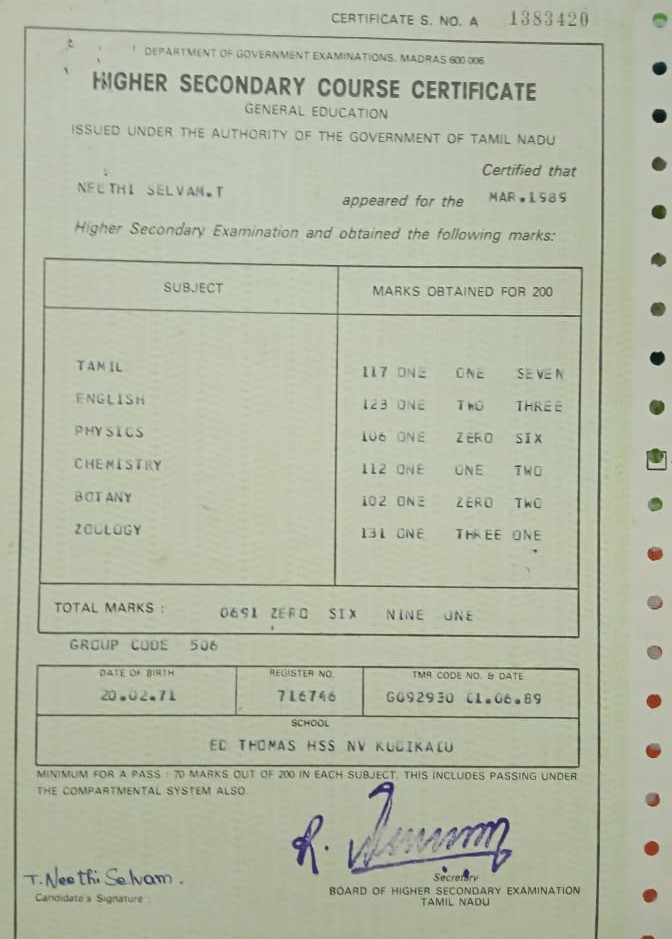 CERTIFICATE S. NO. A 1383420
DEPARTMENT OF GOVERNMENT EXAMINATIONS, MADRAS 600 006
HIGHER SECONDARY COURSE CERTIFICATE
GENERAL EDUCATION
ISSUED UNDER THE AUTHORITY OF THE GOVERNMENT OF TAMIL NADU
Certified that
NEETHI SELVAM.T appeared for the MAR.1989
Higher Secondary Examination and obtained the following marks:
SUBJECT MARKS OBTAINED FOR 200
TAMIL 117 ONE ONE SEVEN
ENGLISH 123 ONE TWO THREE
PHYSICS 106 ONE ZERO SIX
CHEMISTRY 112 ONE ONE TWO
BOTANY 102 ONE ZERO TWO
ZOOLOGY 131 ONE THREE ONE
TOTAL MARKS : 0691 ZERO SIX NINE ONE
GROUP CODE 506
DATE OF BIRTH REGISTER NO. TMR CODE NO. & DATE
20.02.71 716746 G092930 01.06.89
SCHOOL
ED THOMAS HSS NV KUDIKADU
MINIMUM FOR A PASS : 70 MARKS OUT OF 200 IN EACH SUBJECT. THIS INCLUDES PASSING UNDER
THE COMPARTMENTAL SYSTEM ALSO.
T. Neethi Selvam.
Candidate's Signature :
Secretary
BOARD OF HIGHER SECONDARY EXAMINATION
TAMIL NADU